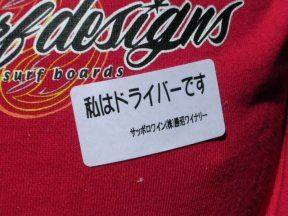 rfdesigns
surf boards
私はドライバーです
サッポロワイン(株)勝沼ワイナリー